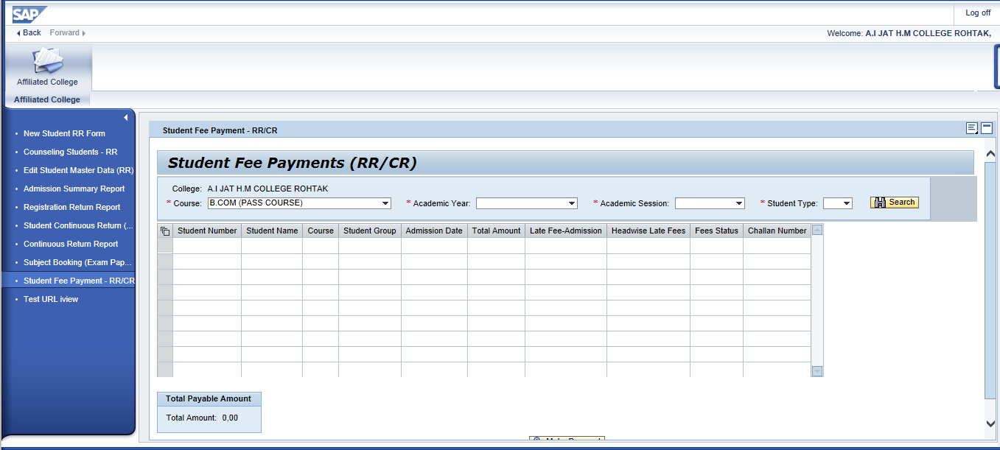 SAP
Log off
Back Forward
Welcome: A.I JAT H.M COLLEGE ROHTAK,
Affiliated College
Affiliated College
New Student RR Form
Counseling Students - RR
Edit Student Master Data (RR)
Admission Summary Report
Registration Return Report
Student Continuous Return (...
Continuous Return Report
Subject Booking (Exam Pap...
Student Fee Payment - RR/CR
Test URL iview
Student Fee Payment - RR/CR
Student Fee Payments (RR/CR)
College: A.I JAT H.M COLLEGE ROHTAK
* Course: B.COM (PASS COURSE) * Academic Year: * Academic Session: * Student Type: Search
Student Number Student Name Course Student Group Admission Date Total Amount Late Fee-Admission Headwise Late Fees Fees Status Challan Number
Total Payable Amount
Total Amount: 0,00